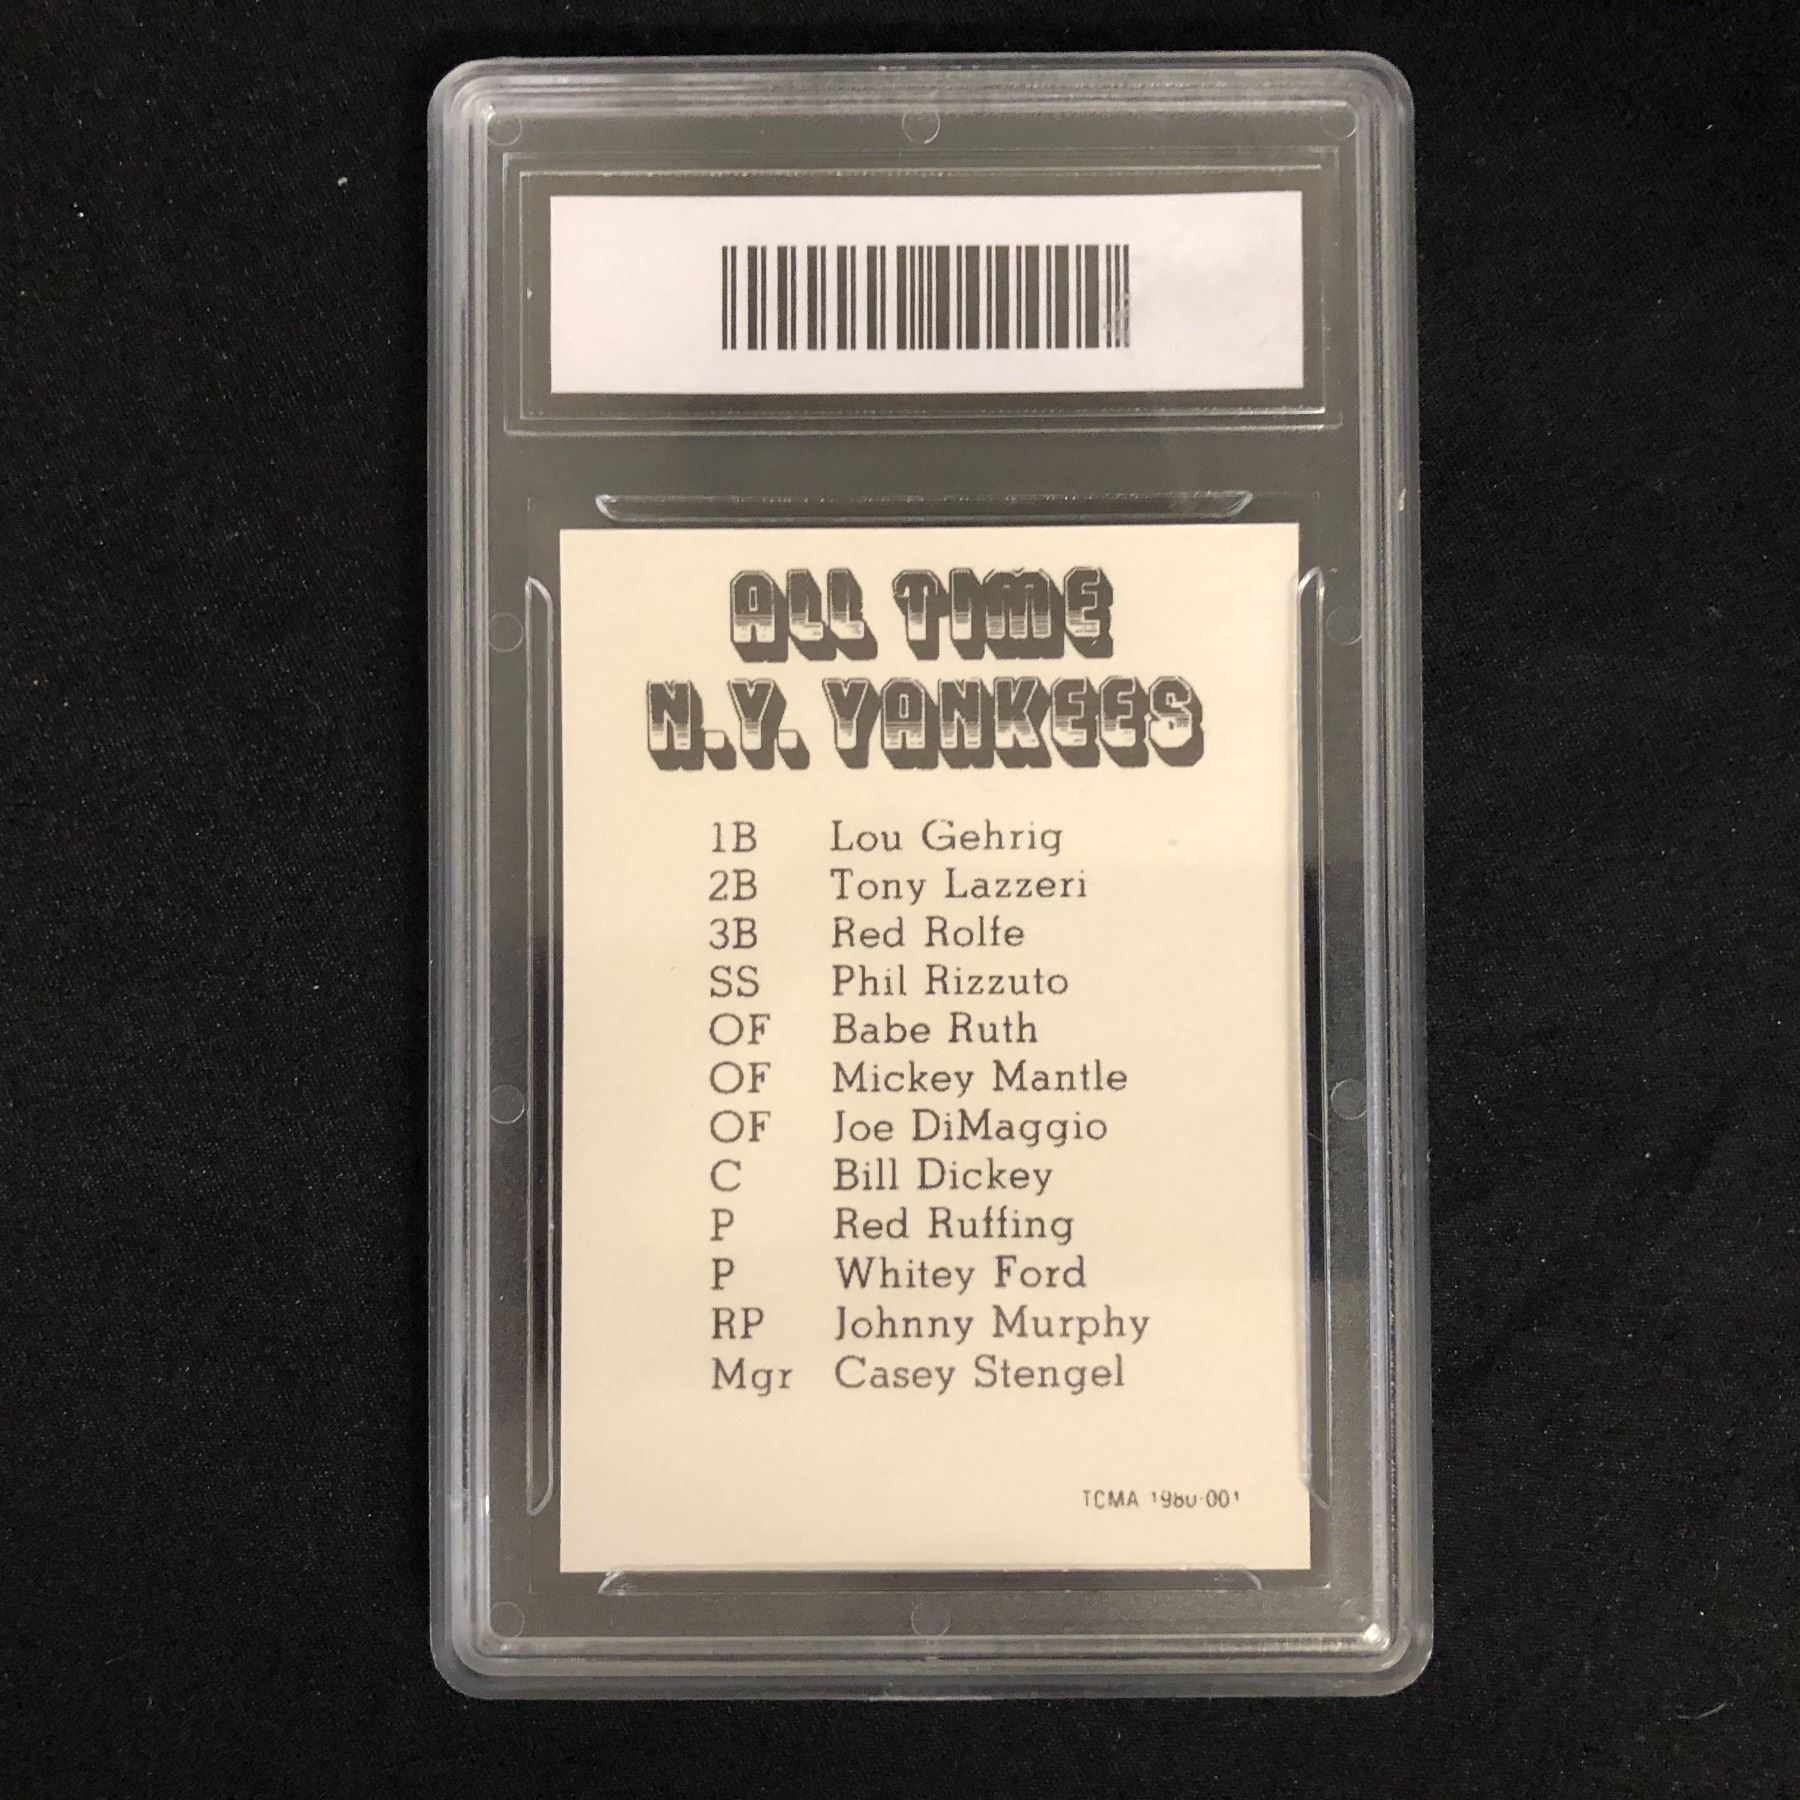 ALL TIME
N.Y. YANKEES
1B Lou Gehrig
2B Tony Lazzeri
3B Red Rolfe
SS Phil Rizzuto
OF Babe Ruth
OF Mickey Mantle
OF Joe DiMaggio
C Bill Dickey
P Red Ruffing
P Whitey Ford
RP Johnny Murphy
Mgr Casey Stengel
TCMA 1980-001